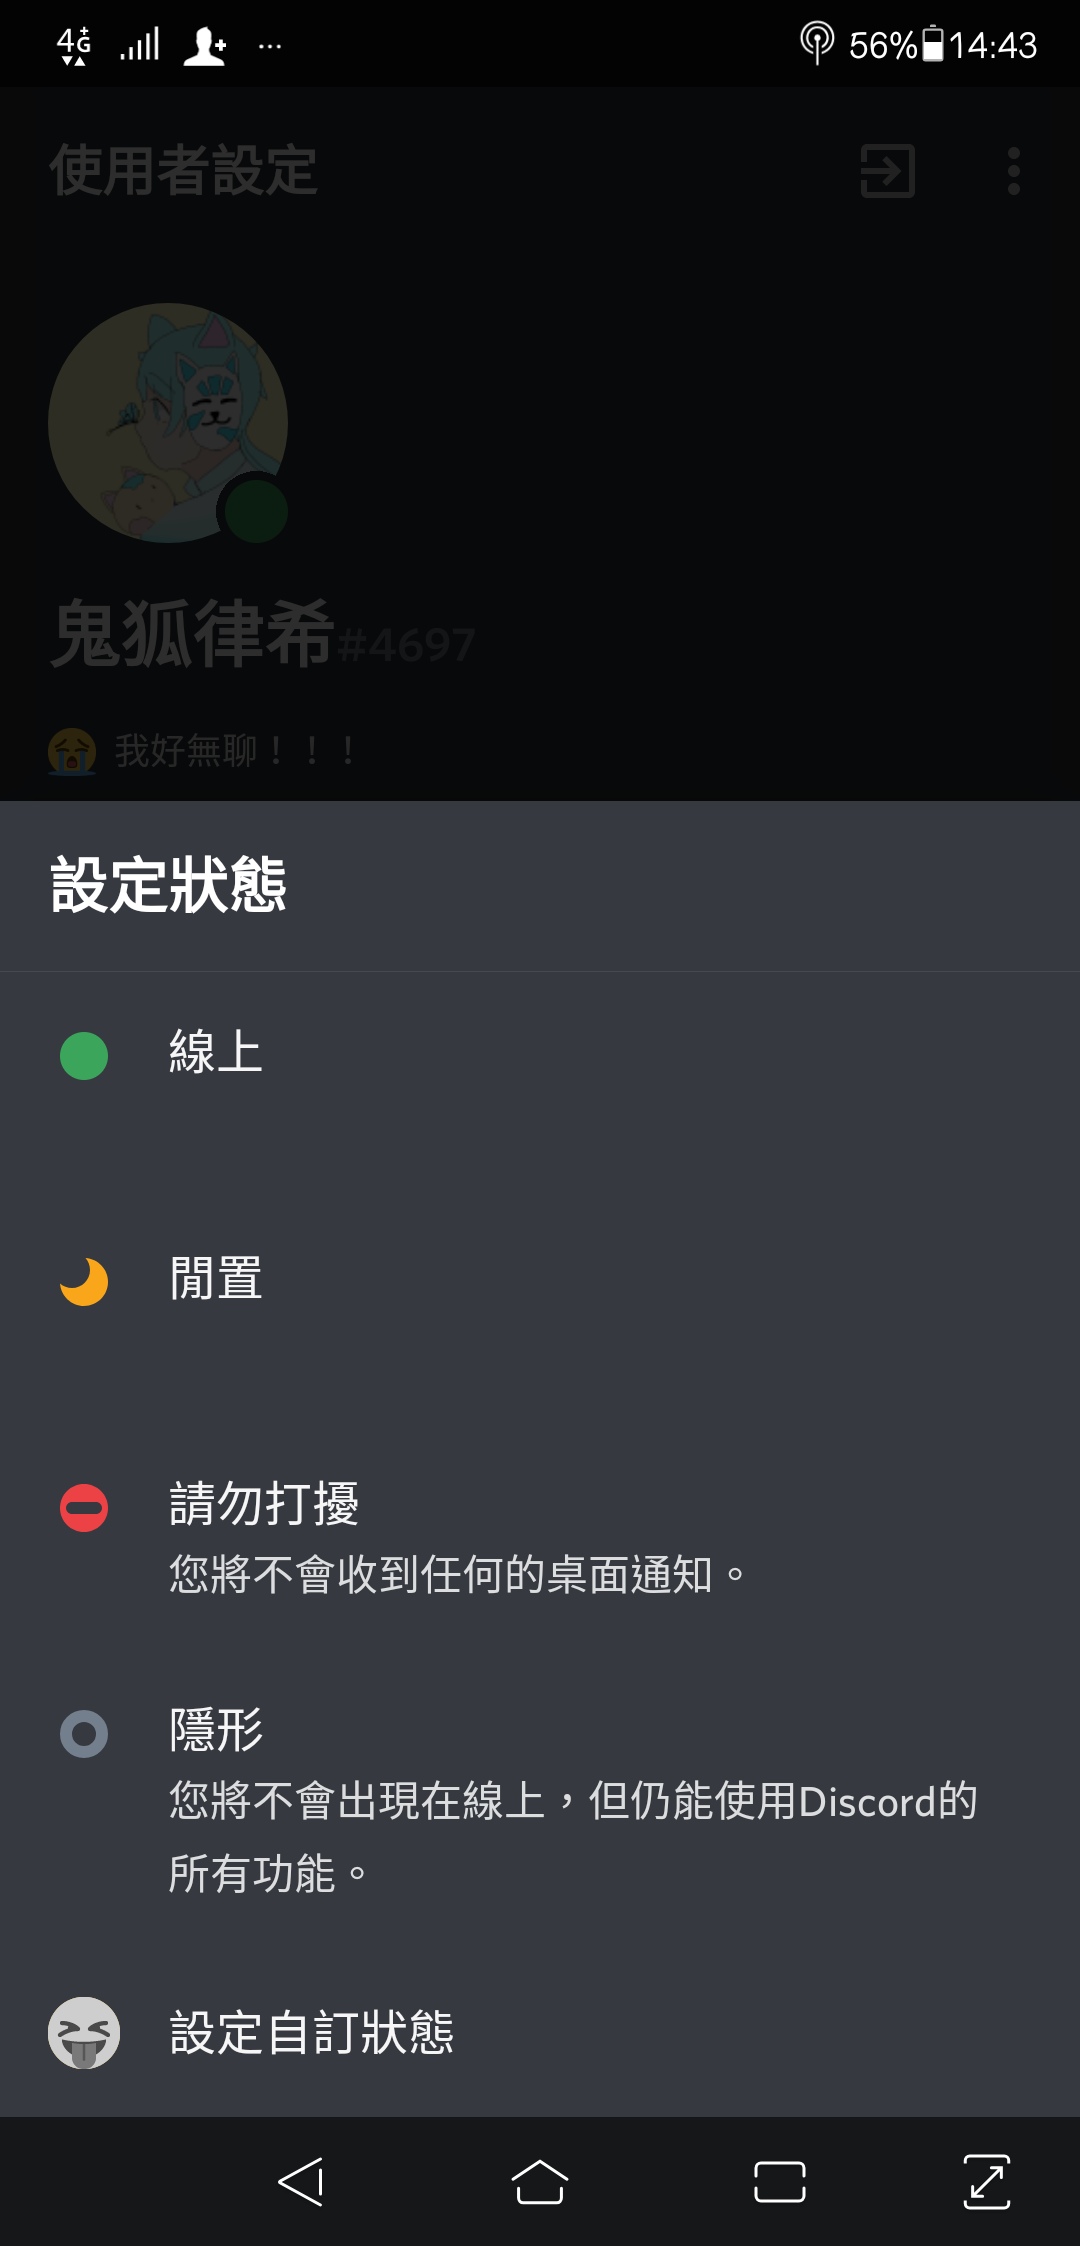 4G+ 56% 14:43
使用者設定
鬼狐律希#4697
我好無聊！！！
設定狀態
線上
閒置
請勿打擾
您將不會收到任何的桌面通知。
隱形
您將不會出現在線上，但仍能使用Discord的
所有功能。
設定自訂狀態